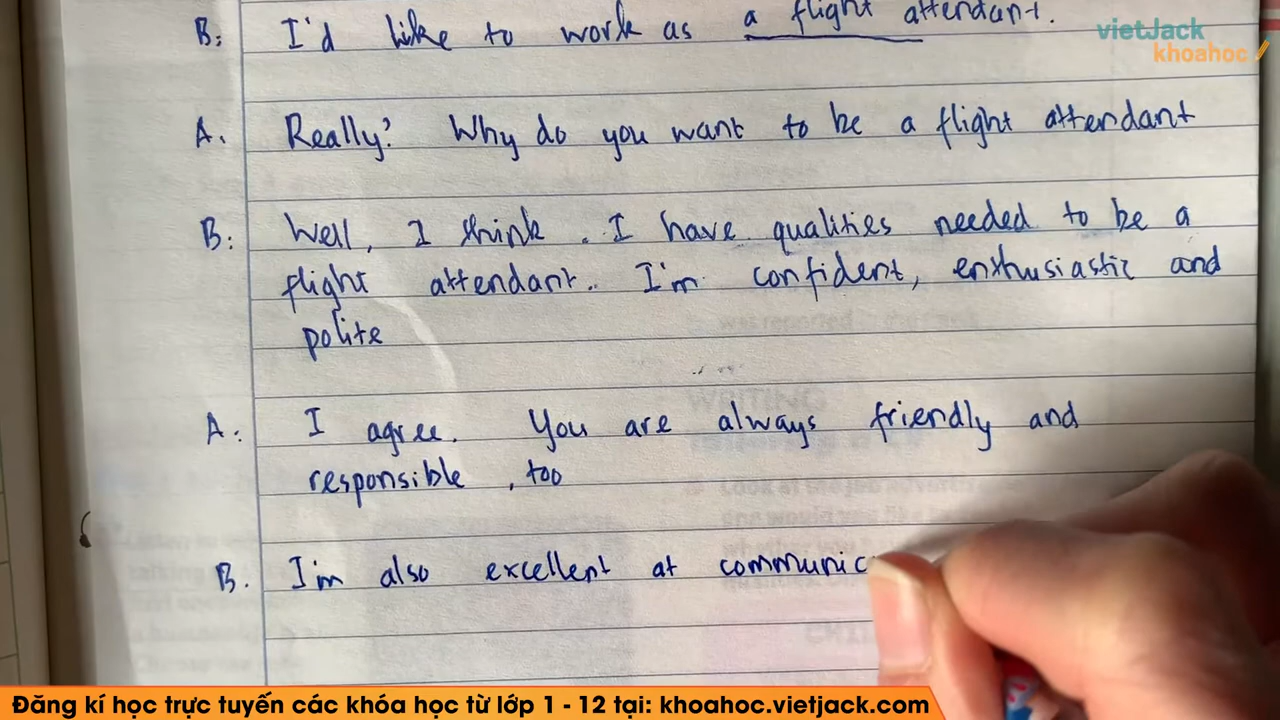 B: I'd like to work as a flight attendant.
vietJack
khoahoc
A. Really? Why do you want to be a flight attendant
B: Well, I think . I have qualities needed to be a
flight attendant. I'm confident, enthusiastic and
polite
A: I agree. You are always friendly and
responsible , too
B. I'm also excellent at communic
Đăng kí học trực tuyến các khóa học từ lớp 1 - 12 tại: khoahoc.vietjack.com